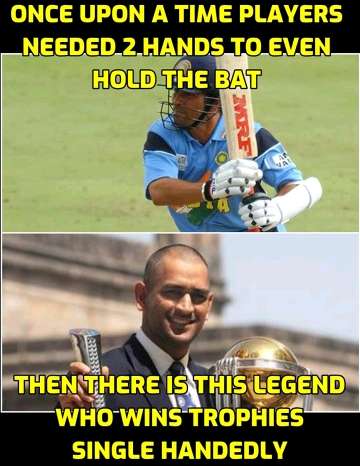 ONCE UPON A TIME PLAYERS
NEEDED 2 HANDS TO EVEN
HOLD THE BAT
MRF
THEN THERE IS THIS LEGEND
WHO WINS TROPHIES
SINGLE HANDEDLY